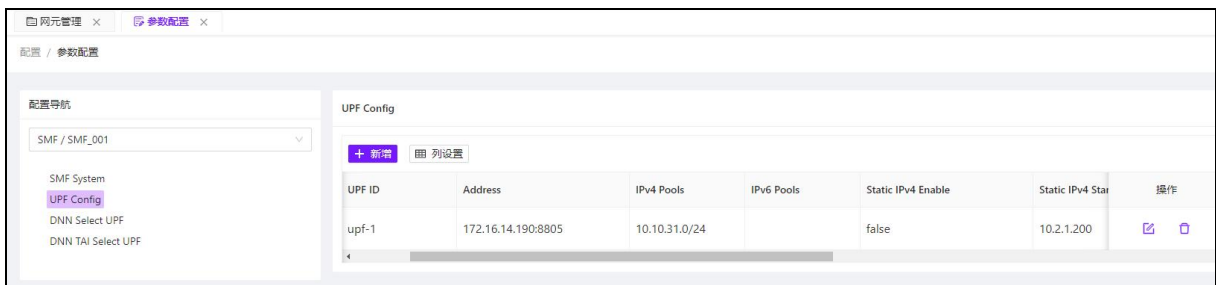 网元管理
参数配置
配置 / 参数配置
配置导航
SMF / SMF_001
SMF System
UPF Config
DNN Select UPF
DNN TAI Select UPF
UPF Config
+ 新增
列设置
UPF ID Address IPv4 Pools IPv6 Pools Static IPv4 Enable Static IPv4 Star 操作
upf-1 172.16.14.190:8805 10.10.31.0/24 false 10.2.1.200